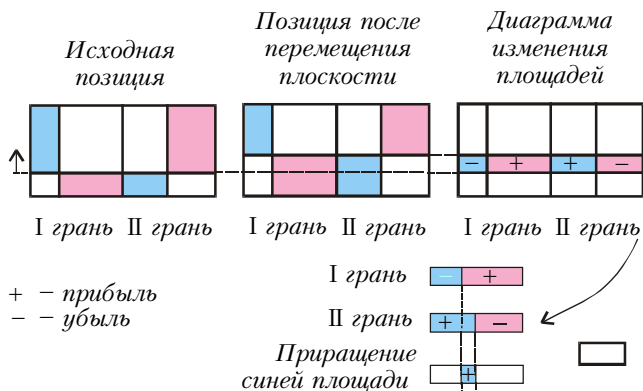 Исходная
позиция
Позиция после
перемещения
плоскости
Диаграмма
изменения
площадей
− + + −
I грань II грань
I грань II грань
I грань II грань
I грань
− +
+ − прибыль
− − убыль
II грань
+ −
Приращение
синей площади
+